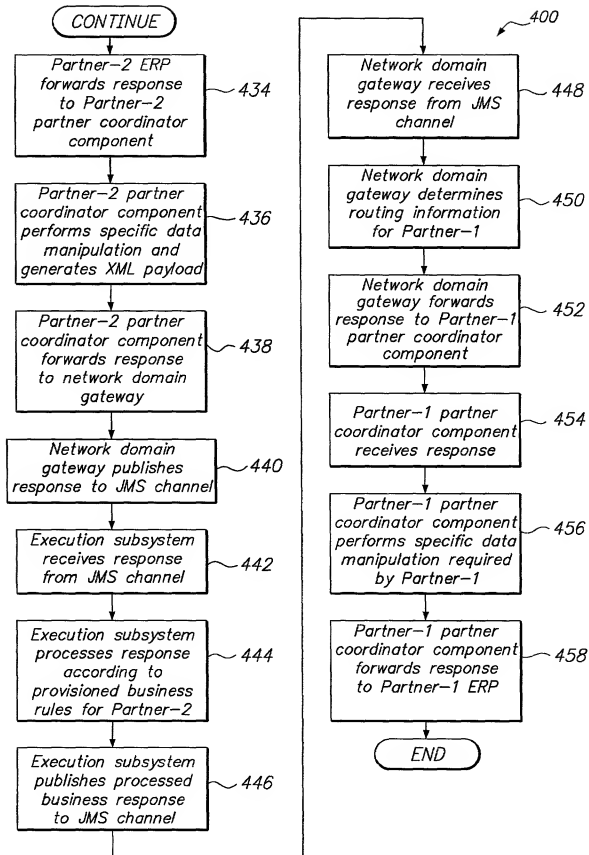 CONTINUE
Partner-2 ERP
forwards response
to Partner-2
partner coordinator
component
434
Partner-2 partner
coordinator component
performs specific data
manipulation and
generates XML payload
436
Partner-2 partner
coordinator component
forwards response
to network domain
gateway
438
Network domain
gateway publishes
response to JMS channel
440
Execution subsystem
receives response
from JMS channel
442
Execution subsystem
processes response
according to
provisioned business
rules for Partner-2
444
Execution subsystem
publishes processed
business response
to JMS channel
446
400
Network domain
gateway receives
response from JMS
channel
448
Network domain
gateway determines
routing information
for Partner-1
450
Network domain
gateway forwards
response to Partner-1
partner coordinator
component
452
Partner-1 partner
coordinator component
receives response
454
Partner-1 partner
coordinator component
performs specific data
manipulation required
by Partner-1
456
Partner-1 partner
coordinator component
forwards response
to Partner-1 ERP
458
END